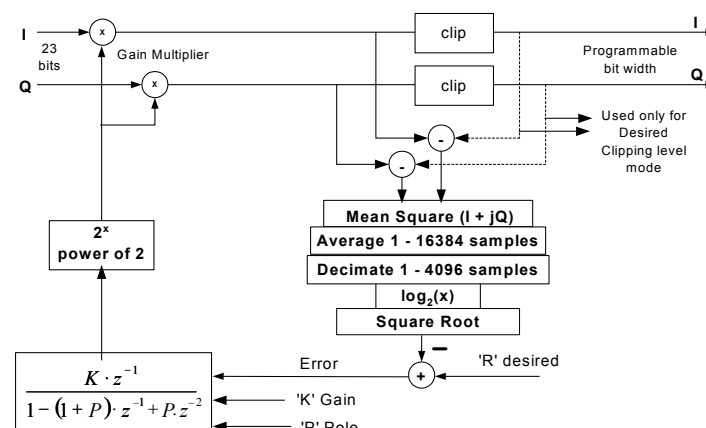 I
I
23
bits
x
Gain Multiplier
clip
Programmable
bit width
Q
x
clip
Q
Used only for
Desired
Clipping level
mode
-
-
2^x
power of 2
Mean Square (I + jQ)
Average 1 - 16384 samples
Decimate 1 - 4096 samples
log₂(x)
Square Root
Error
–
+
'R' desired
K · z⁻¹
1 − (1 + P) · z⁻¹ + P. z⁻²
'K' Gain
'P' Pole